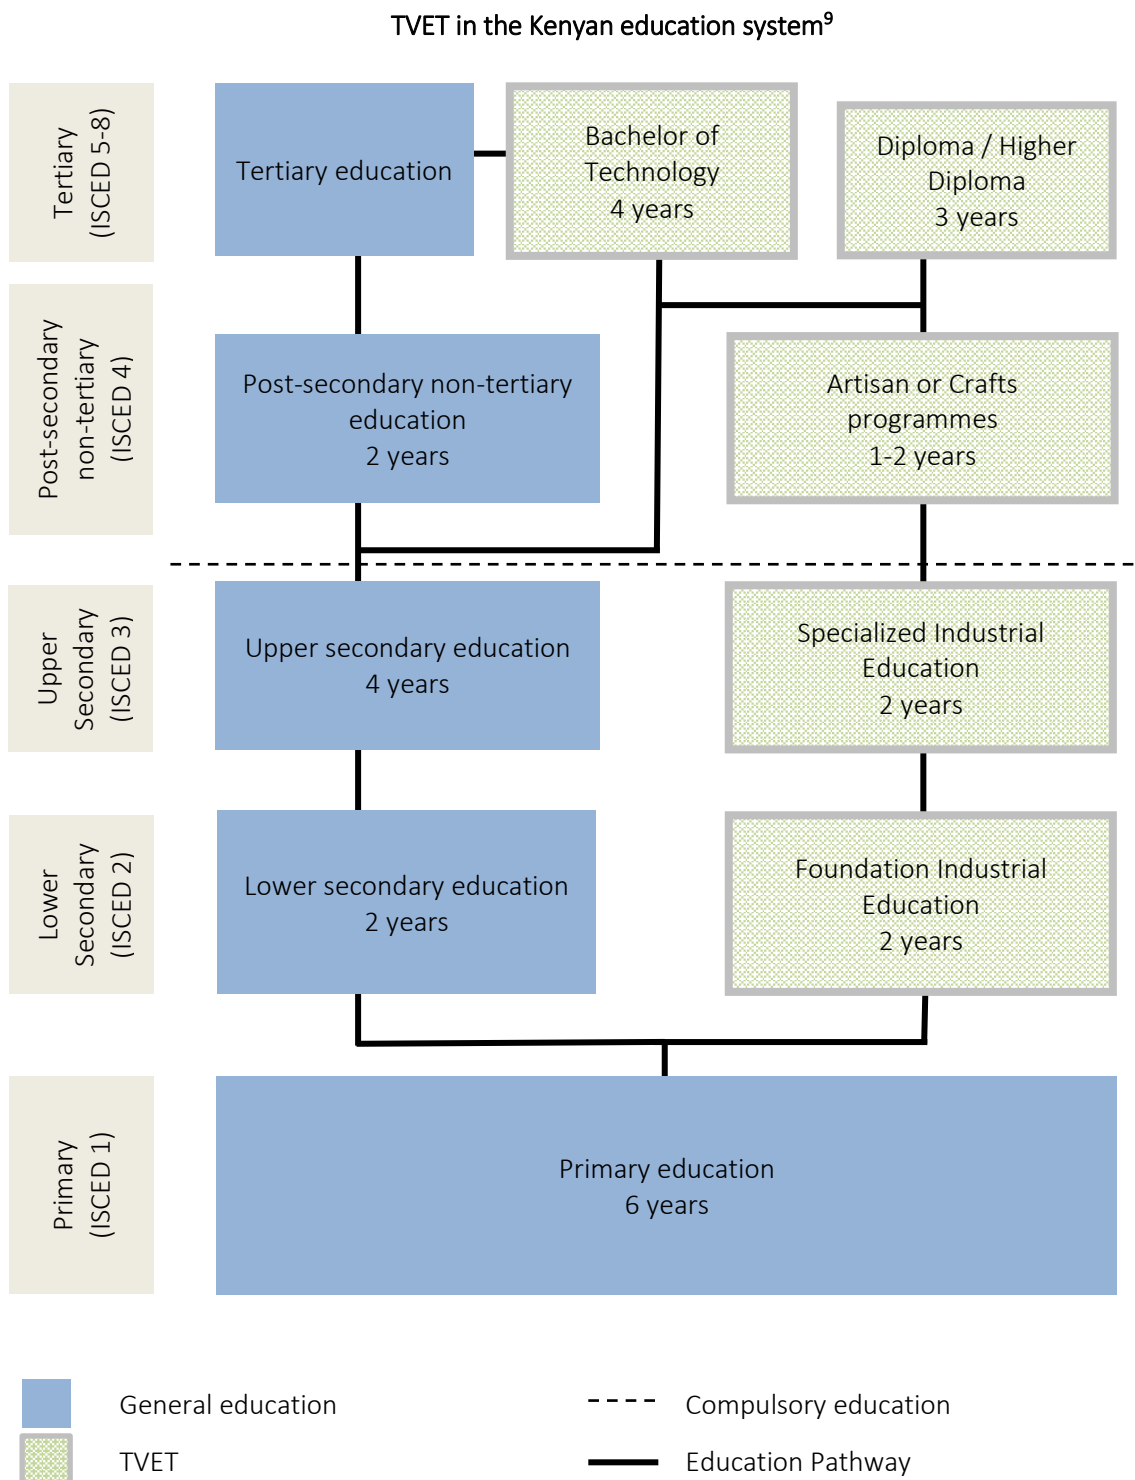 TVET in the Kenyan education system⁹
Tertiary
(ISCED 5-8)
Tertiary education
Bachelor of
Technology
4 years
Diploma / Higher
Diploma
3 years
Post-secondary
non-tertiary
(ISCED 4)
Post-secondary non-tertiary
education
2 years
Artisan or Crafts
programmes
1-2 years
Upper
Secondary
(ISCED 3)
Upper secondary education
4 years
Specialized Industrial
Education
2 years
Lower
Secondary
(ISCED 2)
Lower secondary education
2 years
Foundation Industrial
Education
2 years
Primary
(ISCED 1)
Primary education
6 years
General education
Compulsory education
TVET
Education Pathway